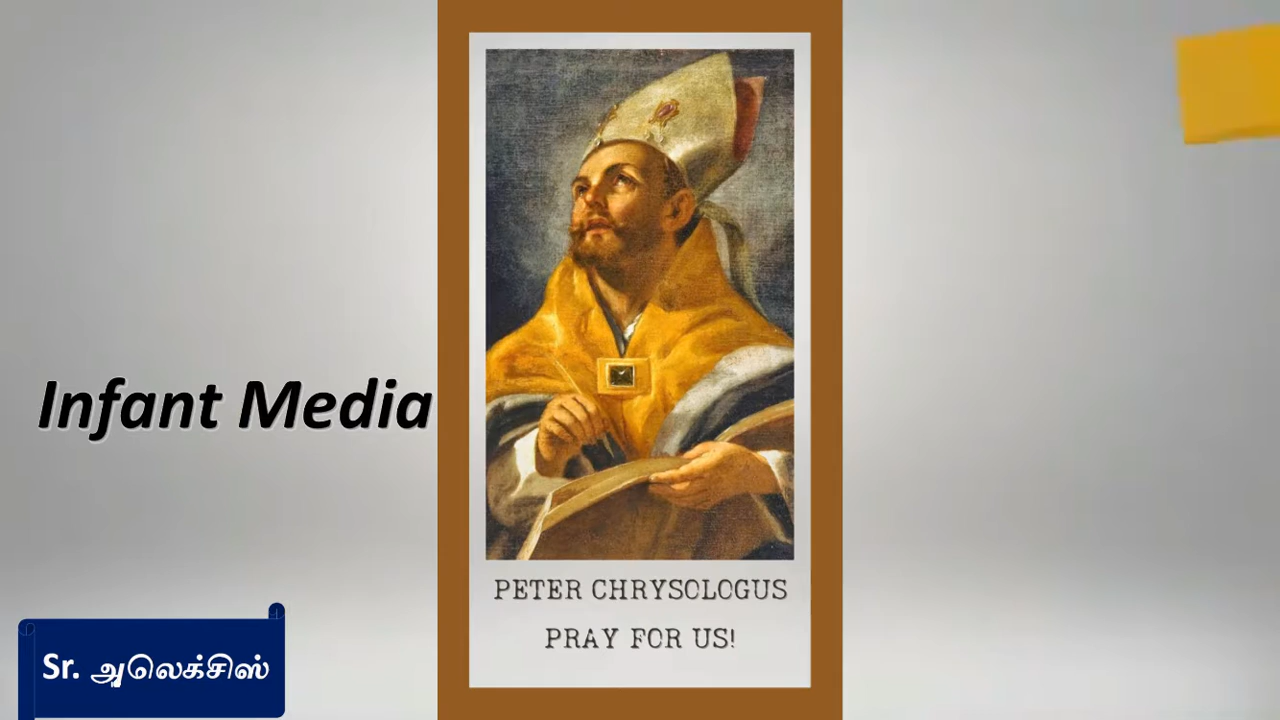 Infant Media
PETER CHRYSOLOGUS
PRAY FOR US!
Sr. அலெக்சிஸ்